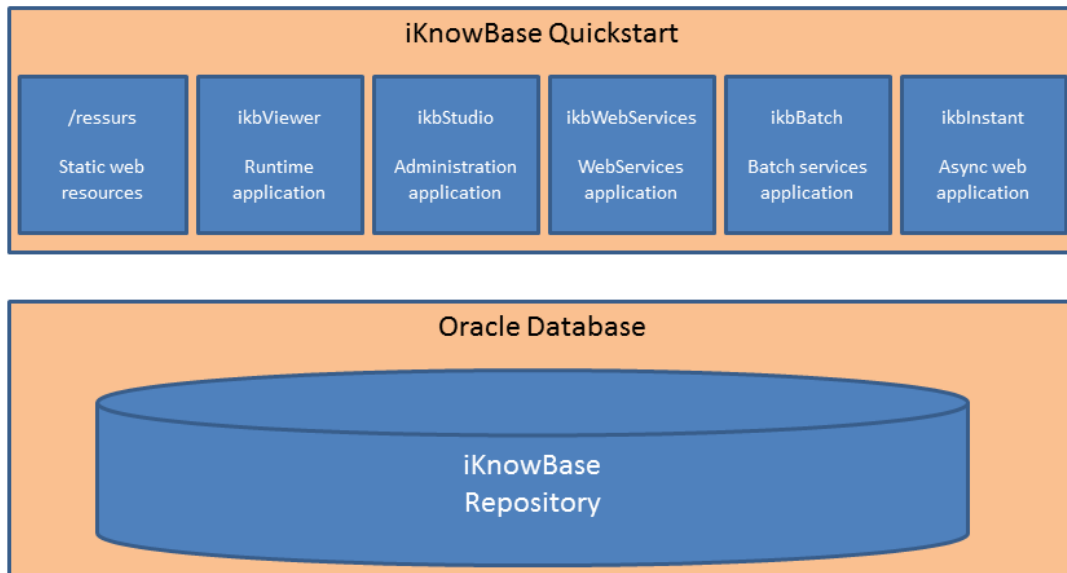 iKnowBase Quickstart
/ressurs
Static web
resources
ikbViewer
Runtime
application
ikbStudio
Administration
application
ikbWebServices
WebServices
application
ikbBatch
Batch services
application
ikbInstant
Async web
application
Oracle Database
iKnowBase
Repository